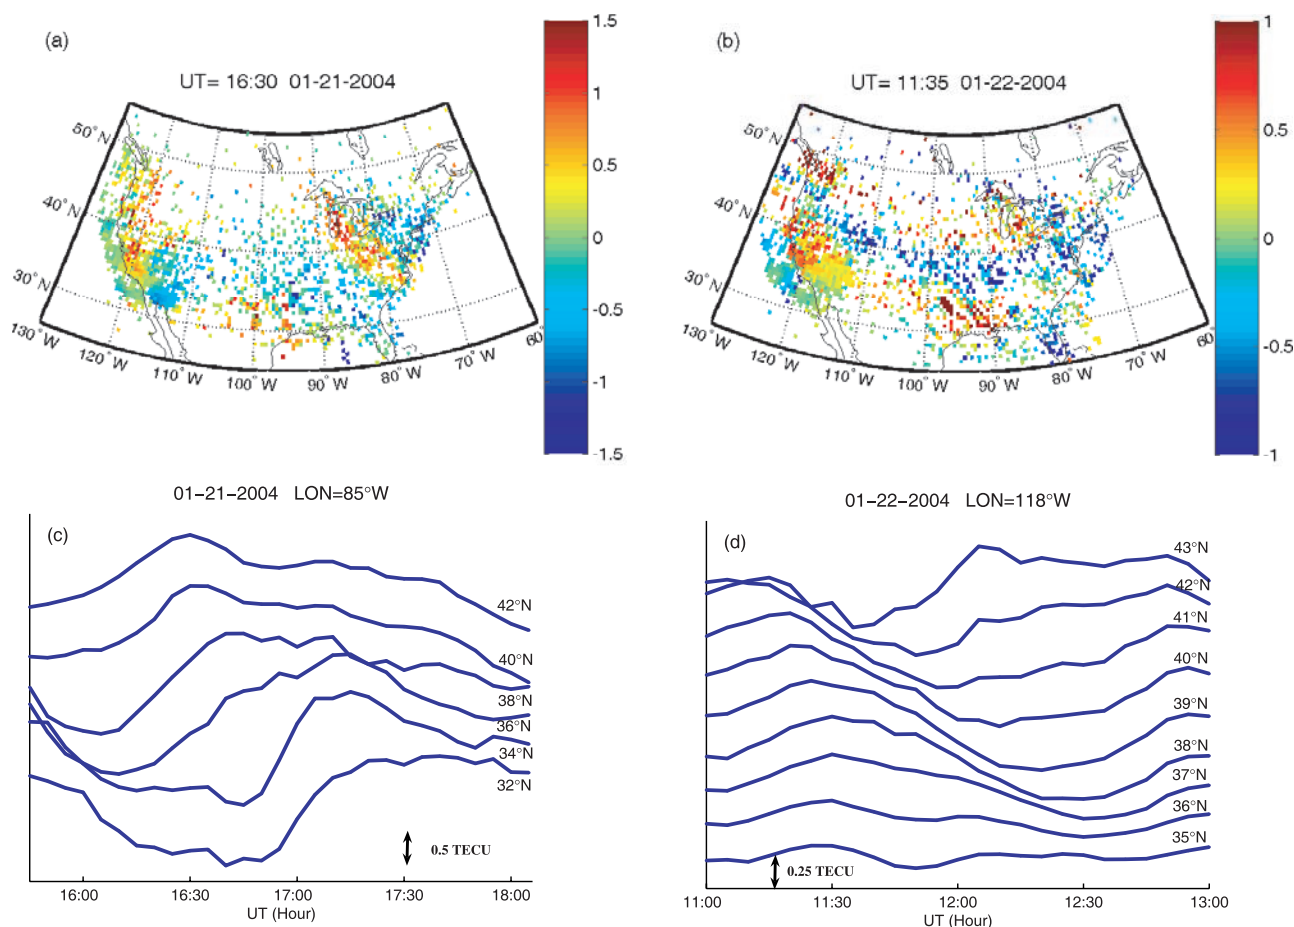 (a)
UT= 16:30 01-21-2004
1.5
1
0.5
0
-0.5
-1
-1.5
50°N
40°N
30°N
130°W
120°W
110°W
100°W
90°W
80°W
70°W
60°
(b)
UT= 11:35 01-22-2004
1
0.5
0
-0.5
-1
50°N
40°N
30°N
130°W
120°W
110°W
100°W
90°W
80°W
70°W
60°W
01-21-2004 LON=85°W
(c)
42°N
40°N
38°N
36°N
34°N
32°N
0.5 TECU
16:00 16:30 17:00 17:30 18:00
UT (Hour)
01-22-2004 LON=118°W
(d)
43°N
42°N
41°N
40°N
39°N
38°N
37°N
36°N
35°N
0.25 TECU
11:00 11:30 12:00 12:30 13:00
UT (Hour)